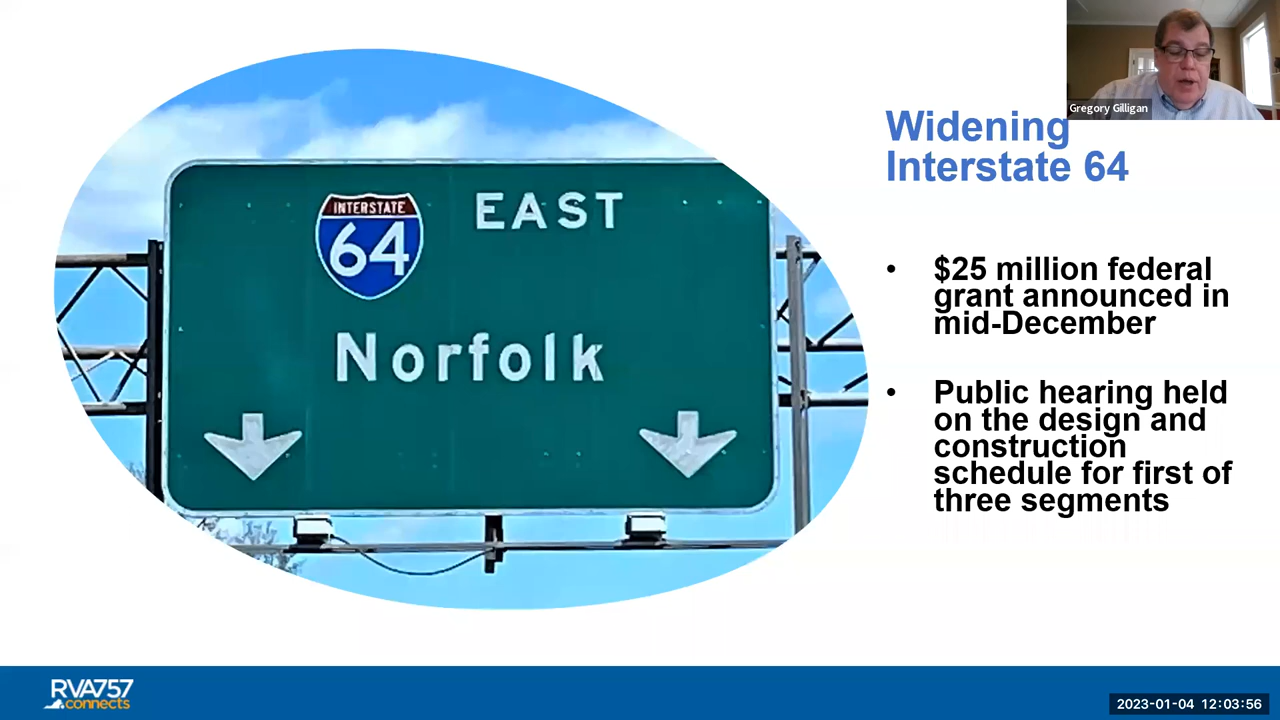 Gregory Gilligan
Widening
Interstate 64
INTERSTATE
64
EAST
Norfolk
• $25 million federal
grant announced in
mid-December
• Public hearing held
on the design and
construction
schedule for first of
three segments
RVA757
connects
2023-01-04 12:03:56